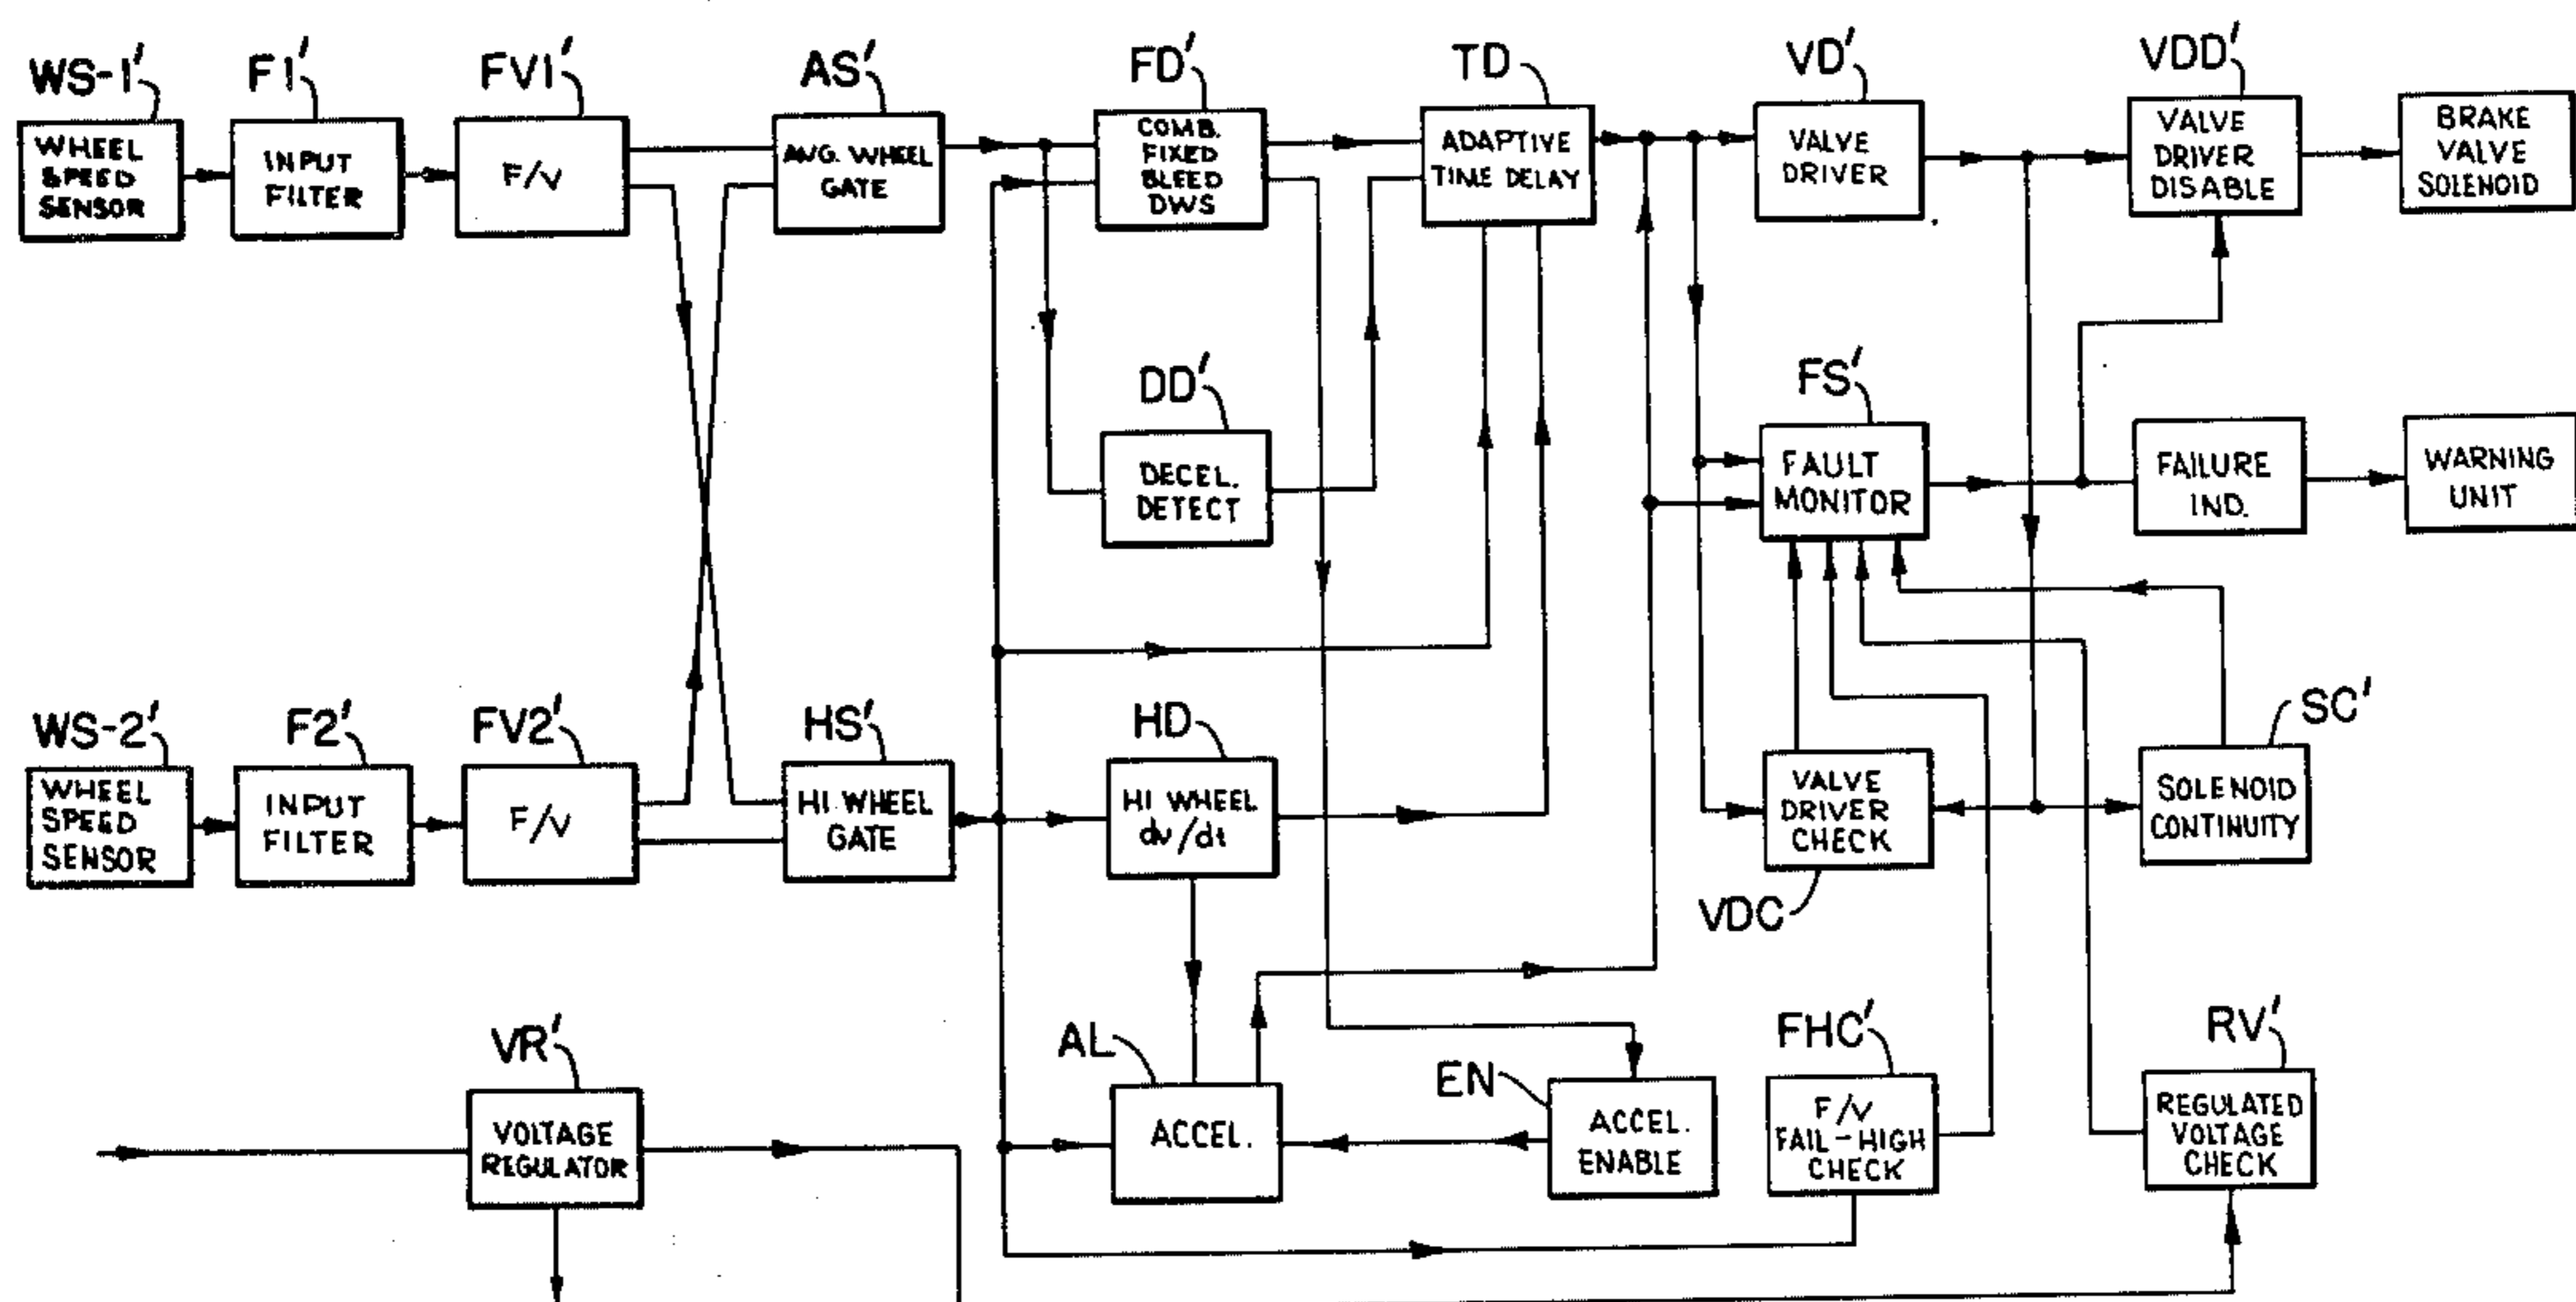 WS-1'
F1'
FV1'
AS'
FD'
TD
VD'
VDD'
WHEEL
SPEED
SENSOR
INPUT
FILTER
F/V
AVG. WHEEL
GATE
COMB.
FIXED
BLEED
DWS
ADAPTIVE
TIME DELAY
VALVE
DRIVER
VALVE
DRIVER
DISABLE
BRAKE
VALVE
SOLENOID
DD'
DECEL.
DETECT
FS'
FAULT
MONITOR
FAILURE
IND.
WARNING
UNIT
WS-2'
F2'
FV2'
HS'
HD
SC'
WHEEL
SPEED
SENSOR
INPUT
FILTER
F/V
HI WHEEL
GATE
HI WHEEL
dv/dt
VALVE
DRIVER
CHECK
VDC
SOLENOID
CONTINUITY
VR'
VOLTAGE
REGULATOR
AL
ACCEL.
EN
ACCEL.
ENABLE
FHC'
F/V
FAIL-HIGH
CHECK
RV'
REGULATED
VOLTAGE
CHECK